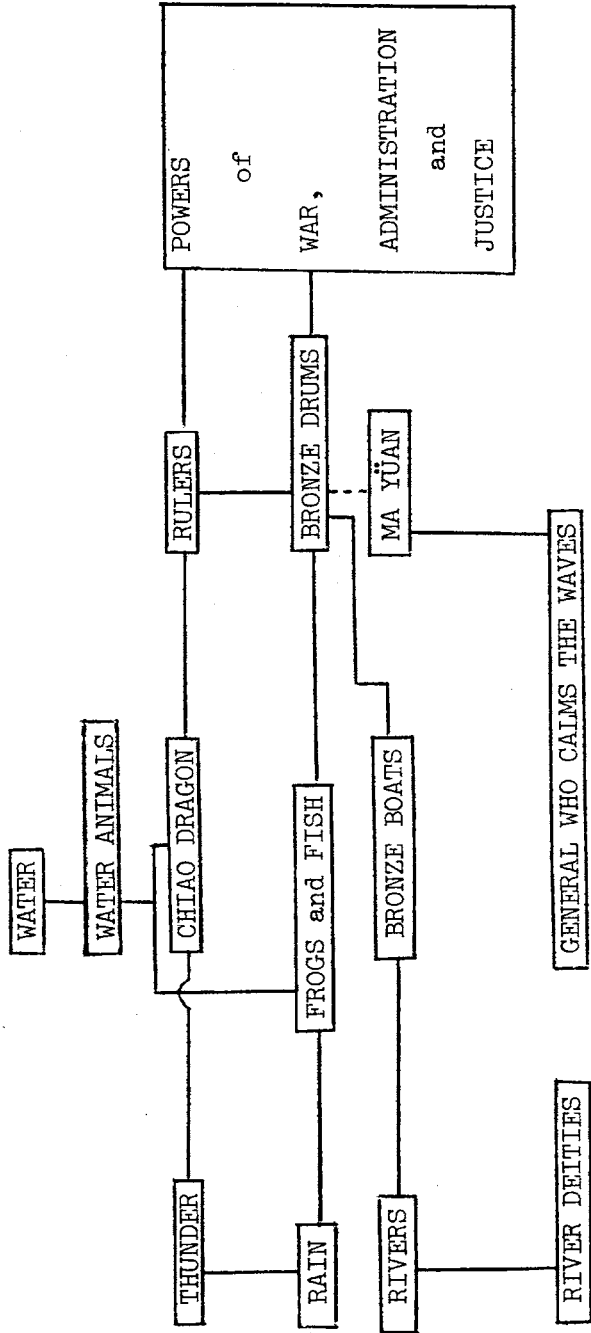 WATER
WATER ANIMALS
THUNDER
CHIAO DRAGON
RULERS
POWERS
of
RAIN
FROGS and FISH
BRONZE DRUMS
WAR,
RIVERS
BRONZE BOATS
MA YÜAN
ADMINISTRATION
and
JUSTICE
RIVER DEITIES
GENERAL WHO CALMS THE WAVES